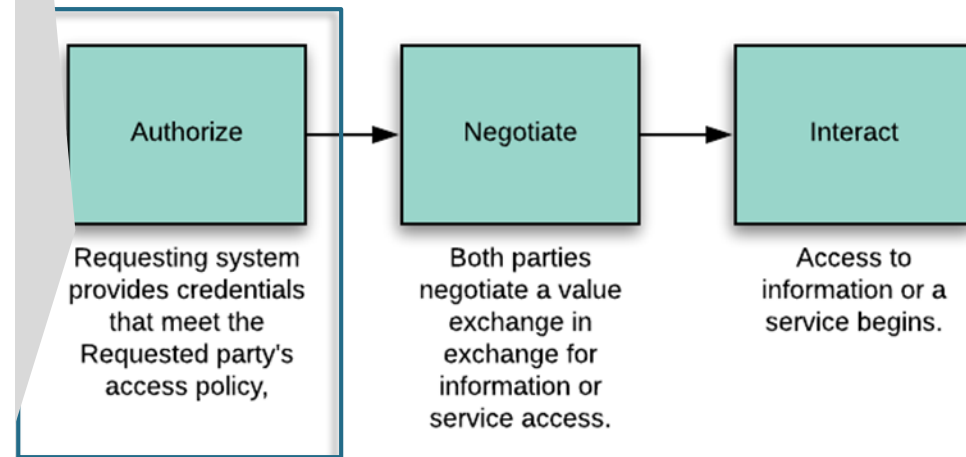 Authorize
Negotiate
Interact
Requesting system
provides credentials
that meet the
Requested party's
access policy,
Both parties
negotiate a value
exchange in
exchange for
information or
service access.
Access to
information or a
service begins.